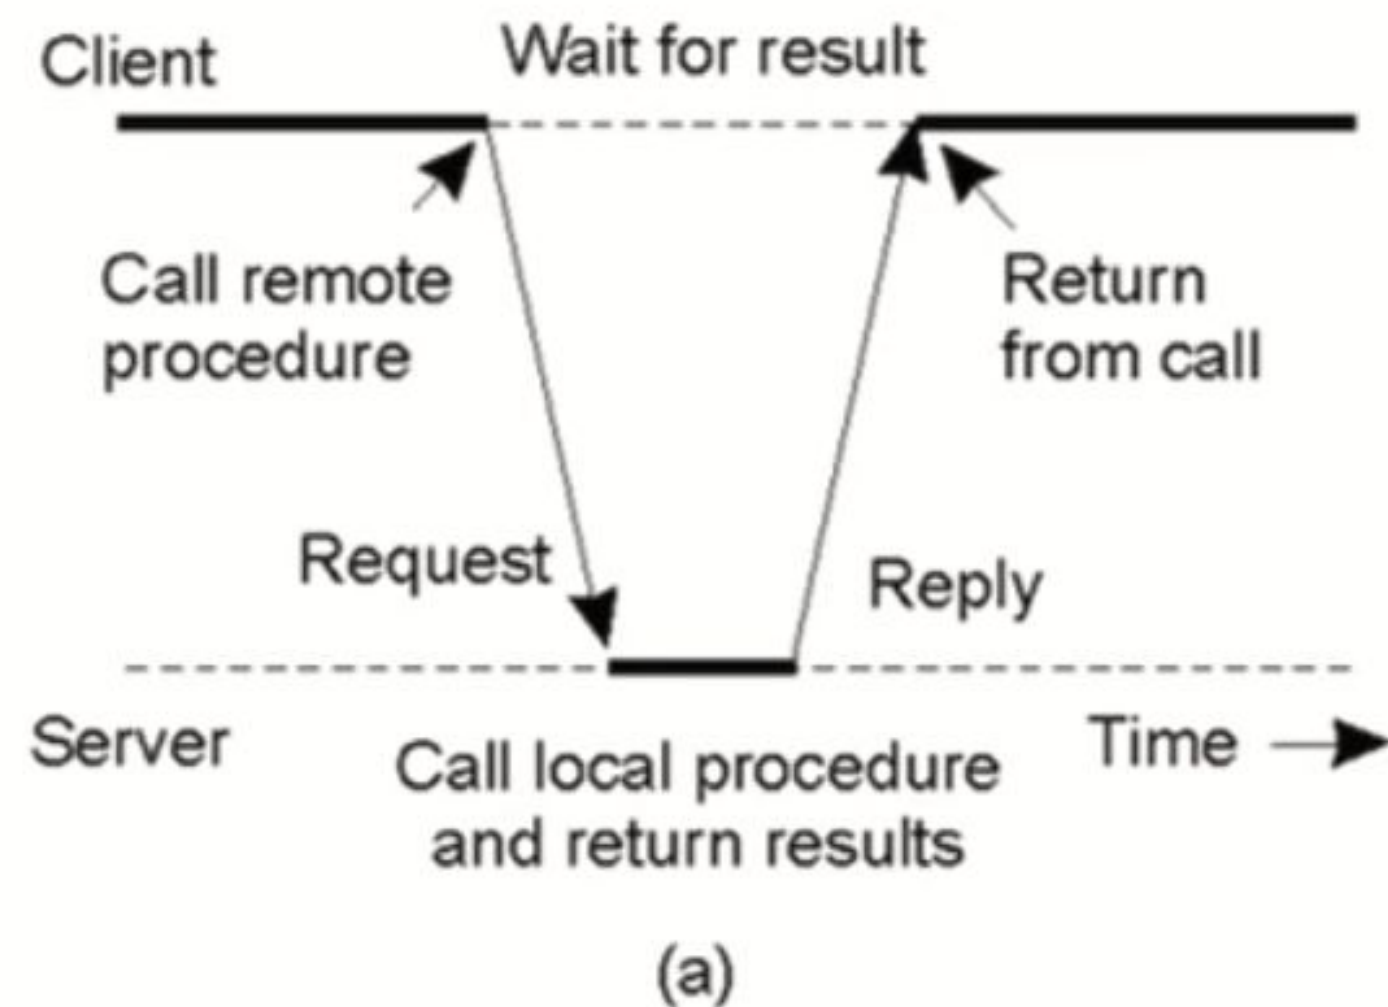 Client
Wait for result
Call remote
procedure
Return
from call
Request
Reply
Server
Call local procedure
and return results
Time
(a)